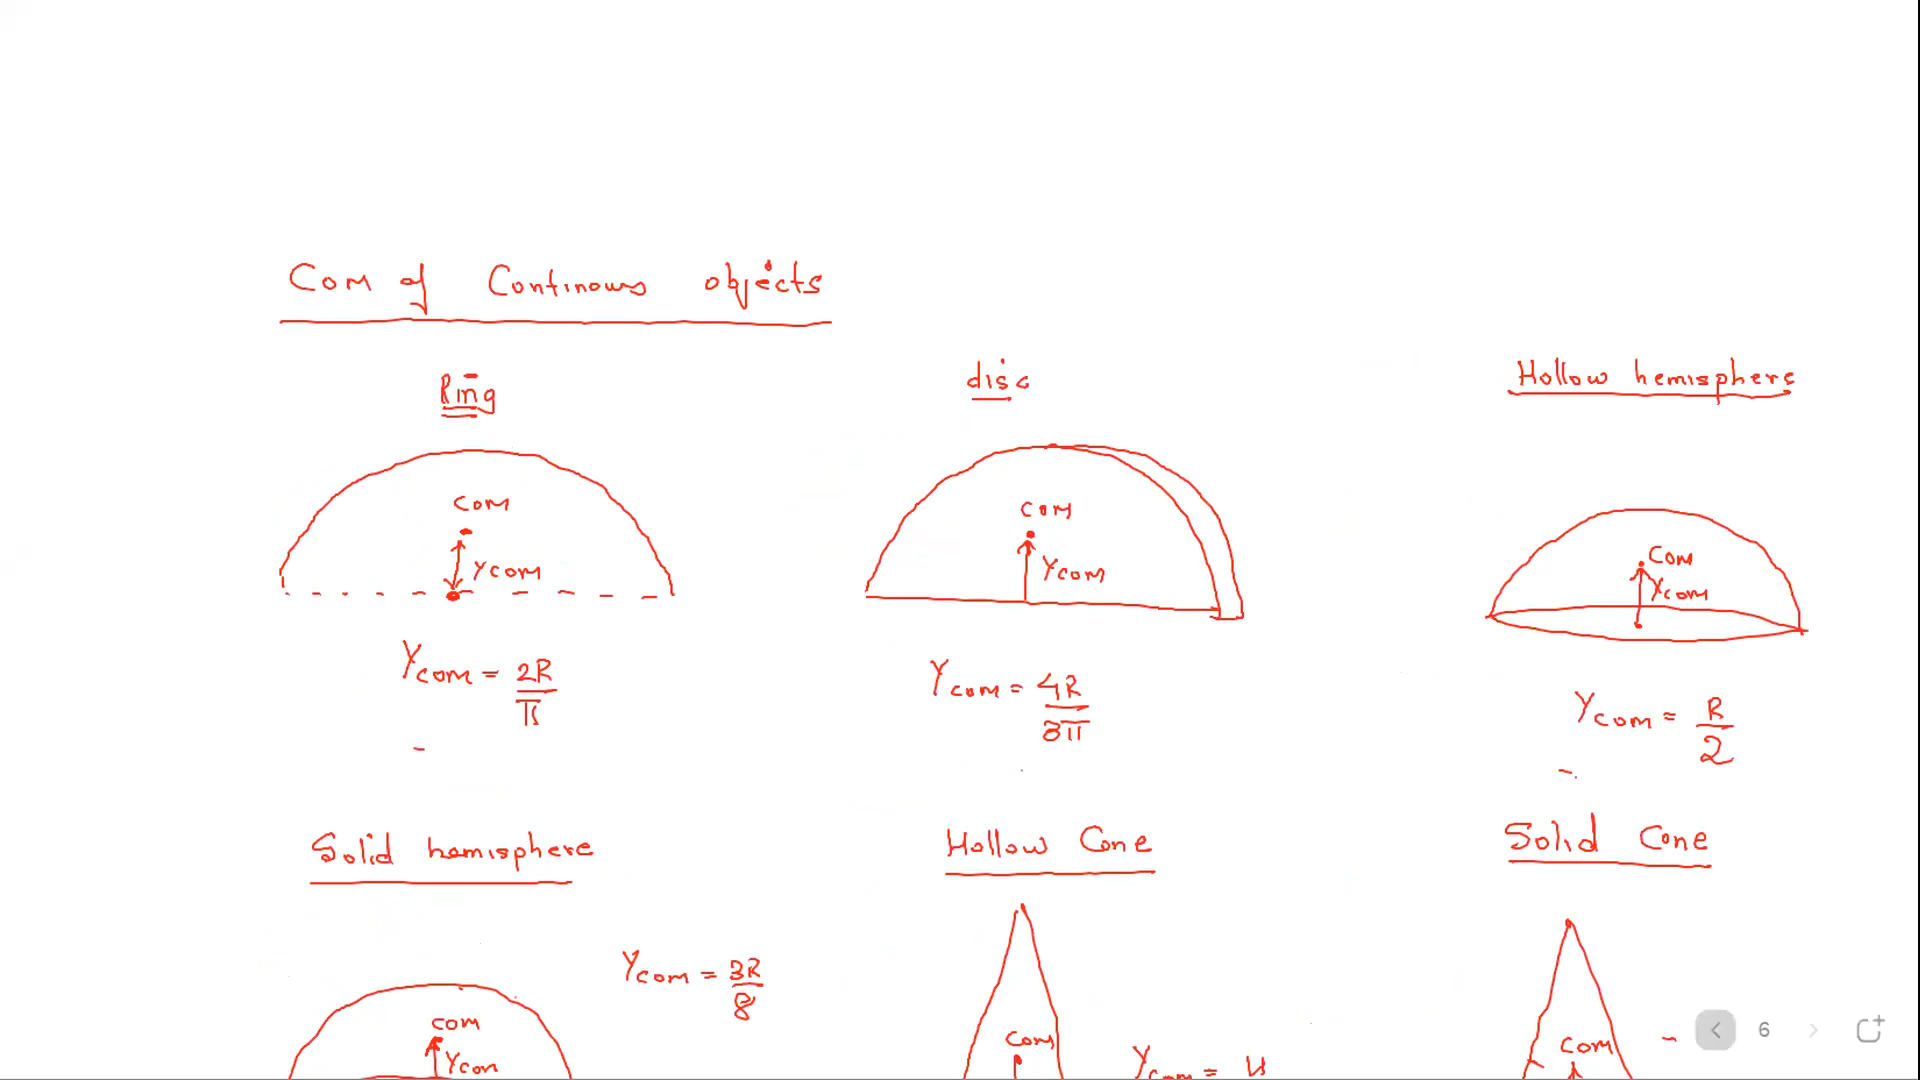 Com of Continous objects
Ring
disc
Hollow hemisphere
com
Ycom
com
Ycom
Com
Ycom
Ycom = 2R/π
Ycom = 4R/3π
Ycom = R/2
Solid hemisphere
Hollow Cone
Solid Cone
Ycom = 3R/8
com
Ycom
Com
Ycom =
Com
6